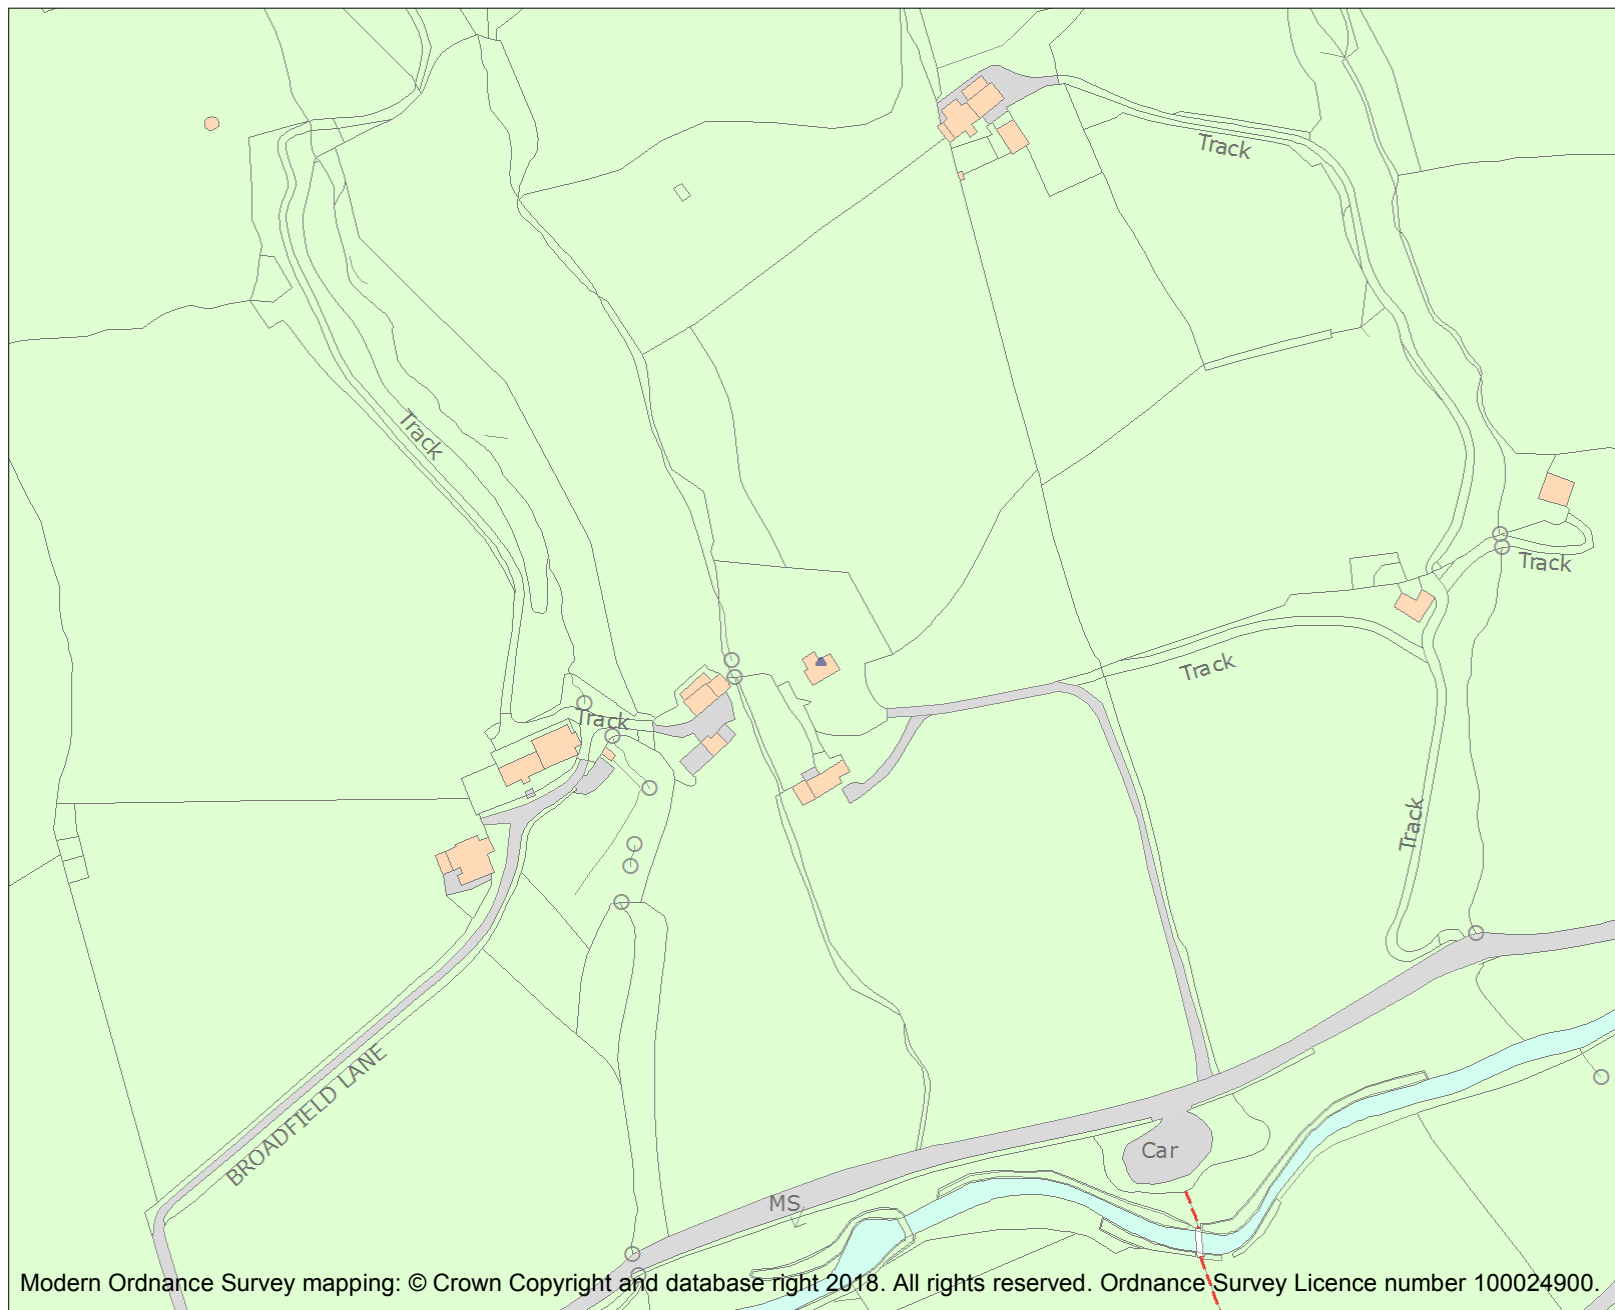 Track
Track
Track
Track
Track
Track
BROADFIELD LANE
Car
MS
Modern Ordnance Survey mapping: © Crown Copyright and database right 2018. All rights reserved. Ordnance Survey Licence number 100024900.